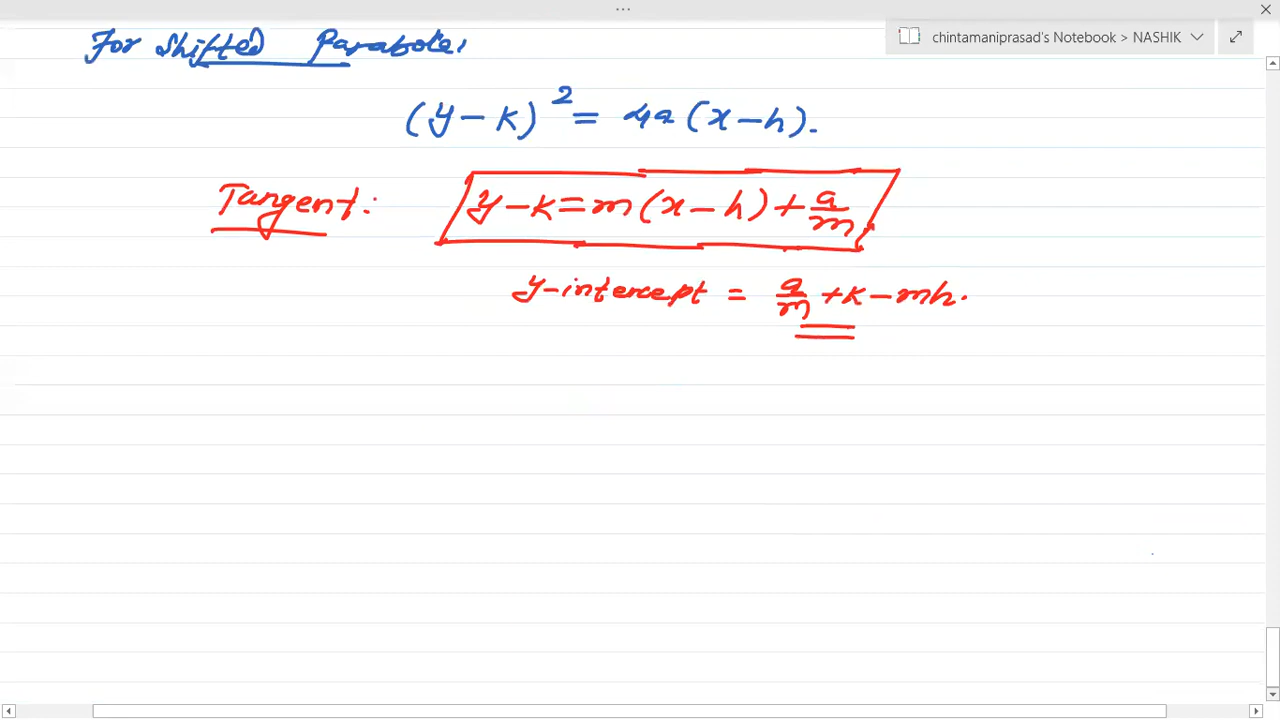 ...
chintamaniprasad's Notebook > NASHIK
For Shifted Parabola:
(y-k)² = 4a(x-h).
Tangent: y-k=m(x-h)+a/m
y-intercept = a/m +k-mh.